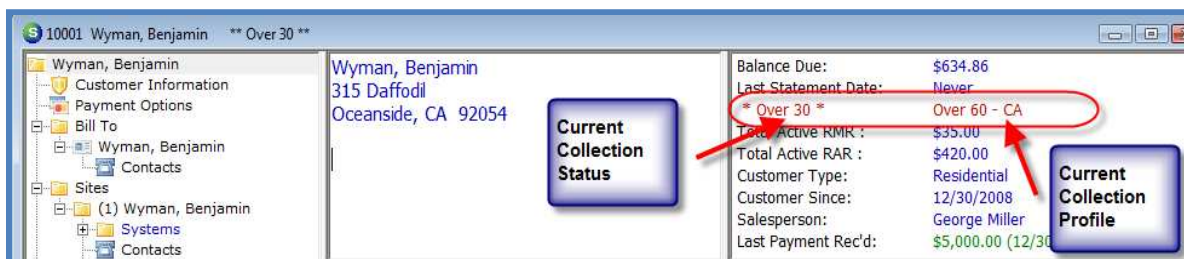 10001 Wyman, Benjamin ** Over 30 **
Wyman, Benjamin
Customer Information
Payment Options
Bill To
Wyman, Benjamin
Contacts
Sites
(1) Wyman, Benjamin
Systems
Contacts
Wyman, Benjamin
315 Daffodil
Oceanside, CA 92054
Current
Collection
Status
Balance Due: $634.86
Last Statement Date: Never
* Over 30 * Over 60 - CA
Total Active RMR : $35.00
Total Active RAR : $420.00
Customer Type: Residential
Customer Since: 12/30/2008
Salesperson: George Miller
Last Payment Rec'd: $5,000.00 (12/30
Current
Collection
Profile